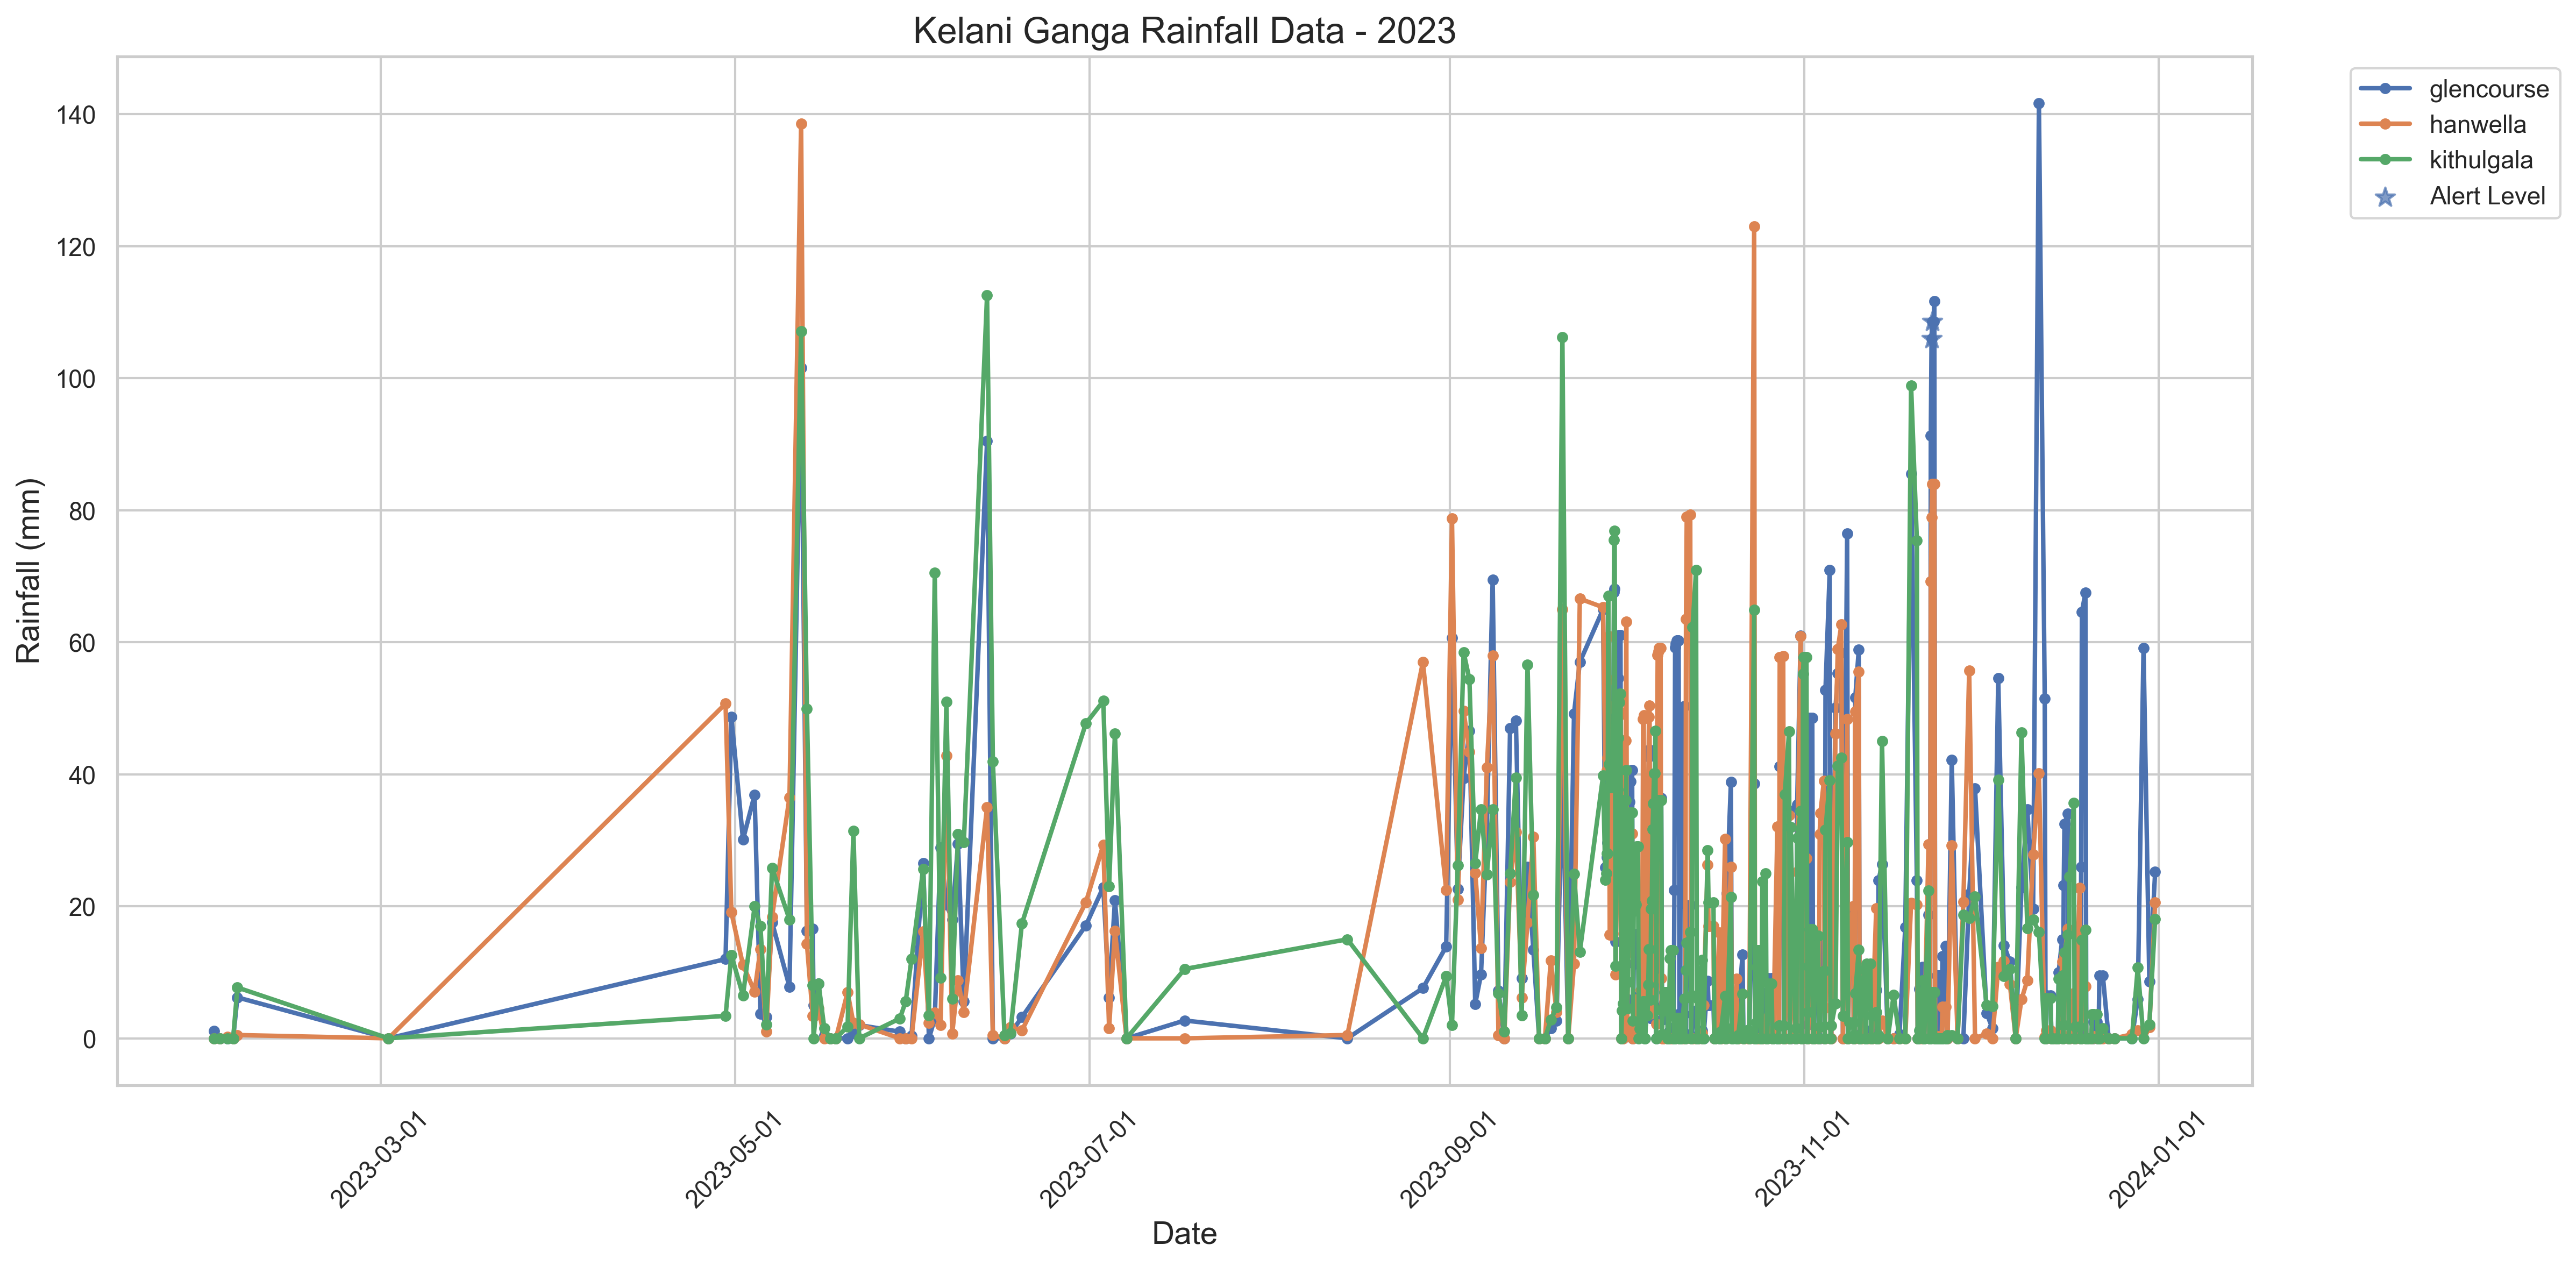 Kelani Ganga Rainfall Data - 2023
glencourse
hanwella
kithulgala
Alert Level
Rainfall (mm)
140
120
100
80
60
40
20
0
2023-03-01
2023-05-01
2023-07-01
2023-09-01
2023-11-01
2024-01-01
Date